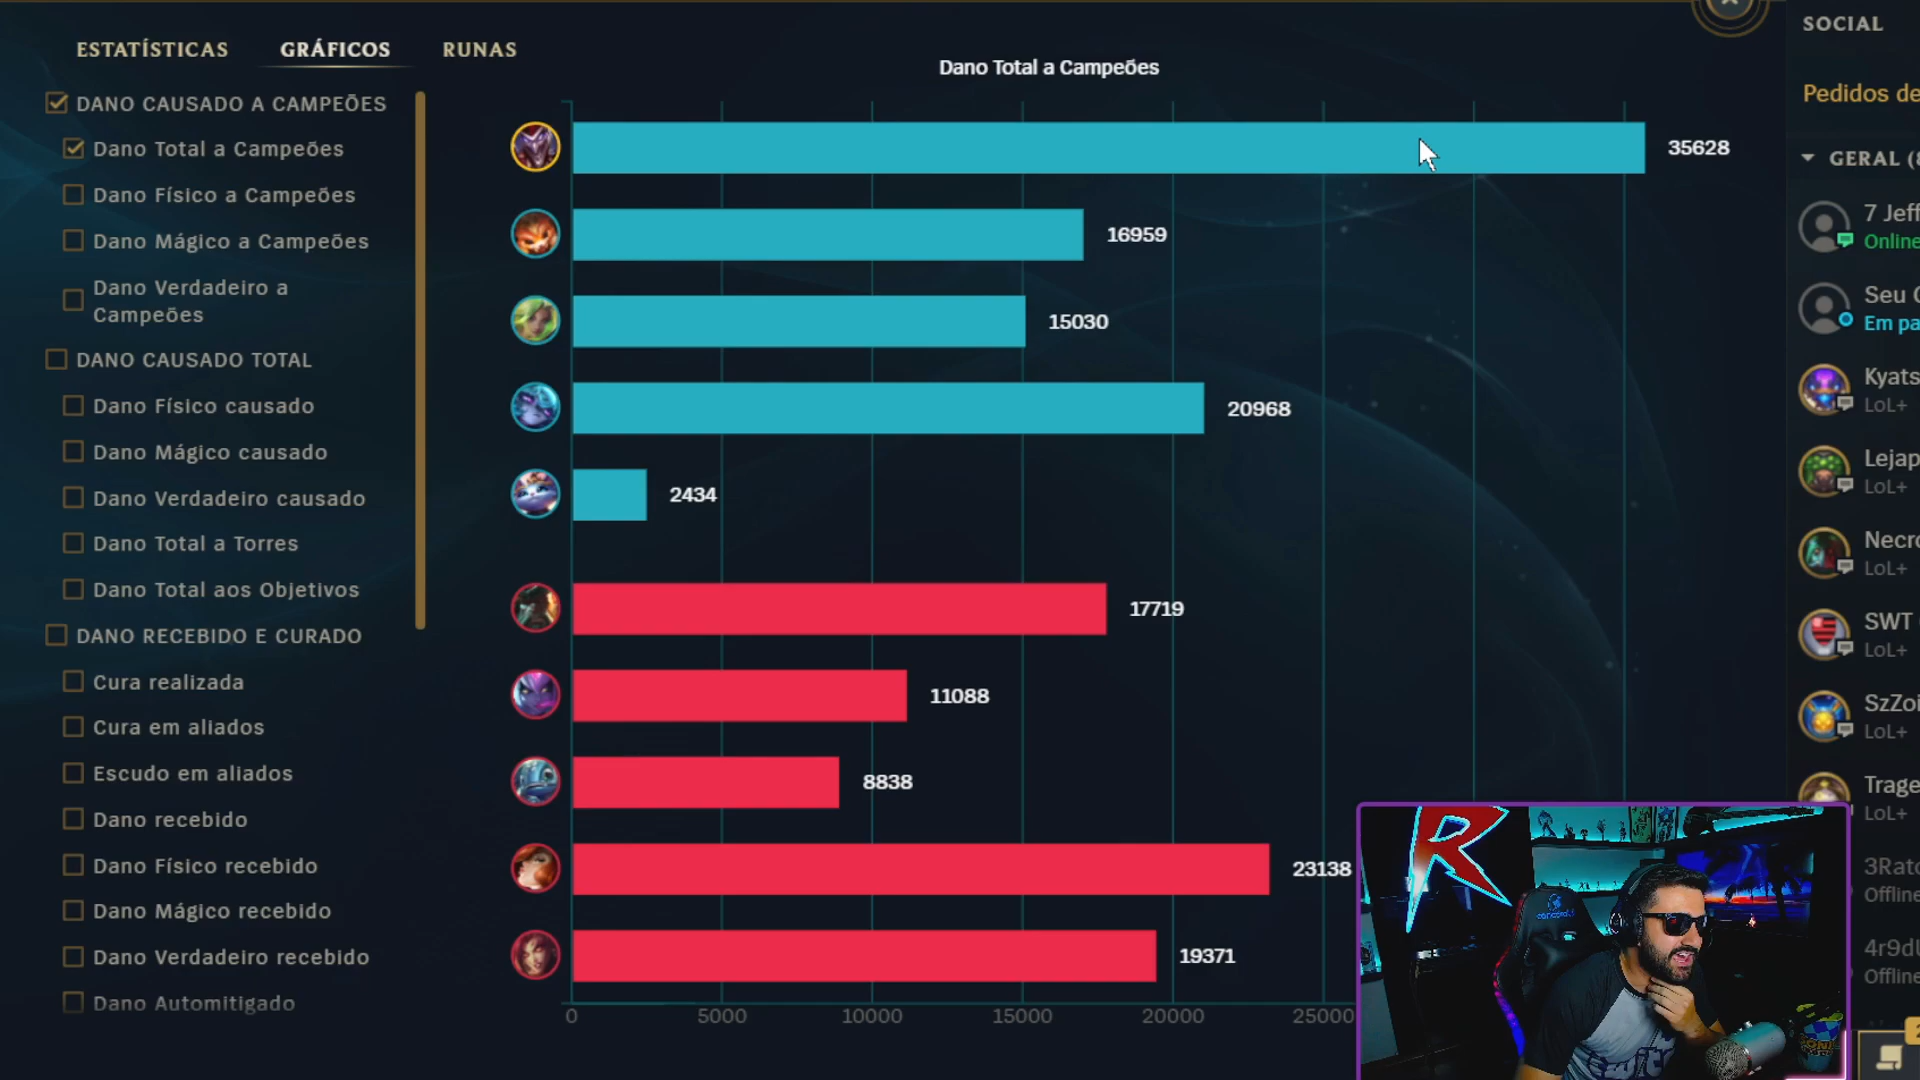 ESTATÍSTICAS
GRÁFICOS
RUNAS
DANO CAUSADO A CAMPEÕES
Dano Total a Campeões
Dano Físico a Campeões
Dano Mágico a Campeões
Dano Verdadeiro a
Campeões
DANO CAUSADO TOTAL
Dano Físico causado
Dano Mágico causado
Dano Verdadeiro causado
Dano Total a Torres
Dano Total aos Objetivos
DANO RECEBIDO E CURADO
Cura realizada
Cura em aliados
Escudo em aliados
Dano recebido
Dano Físico recebido
Dano Mágico recebido
Dano Verdadeiro recebido
Dano Automitigado
Dano Total a Campeões
35628
16959
15030
20968
2434
17719
11088
8838
23138
19371
0 5000 10000 15000 20000 25000
SOCIAL
Pedidos de
GERAL (8
7 Jeff
Online
Seu
Em pa
Kyats
LoL+
Lejap
LoL+
Necro
LoL+
SWT
LoL+
SzZoi
LoL+
Trage
LoL+
3Rato
Offline
4r9dL
Offline
R